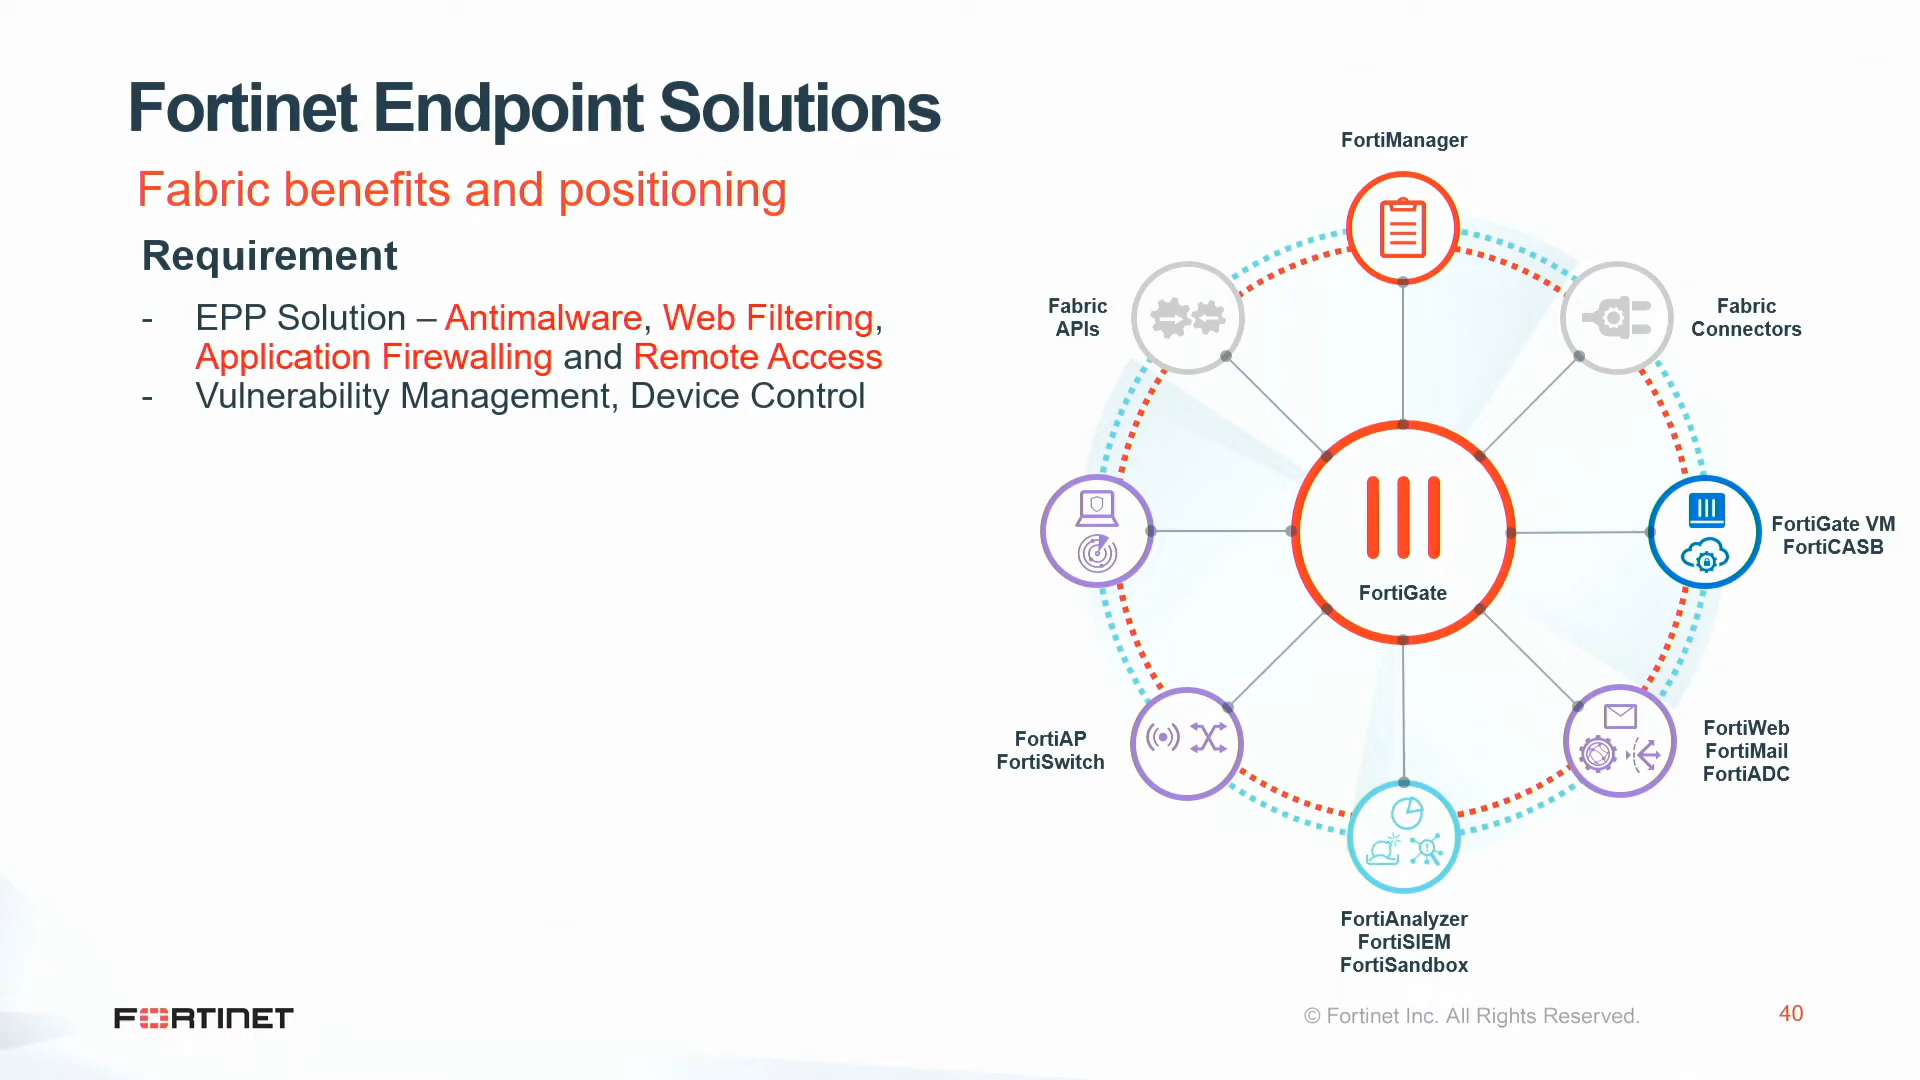 Fortinet Endpoint Solutions
Fabric benefits and positioning
Requirement
- EPP Solution – Antimalware, Web Filtering,
Application Firewalling and Remote Access
- Vulnerability Management, Device Control
FortiManager
Fabric
APIs
Fabric
Connectors
FortiGate VM
FortiCASB
FortiGate
FortiAP
FortiSwitch
FortiWeb
FortiMail
FortiADC
FortiAnalyzer
FortiSIEM
FortiSandbox
FORTINET
© Fortinet Inc. All Rights Reserved.
40